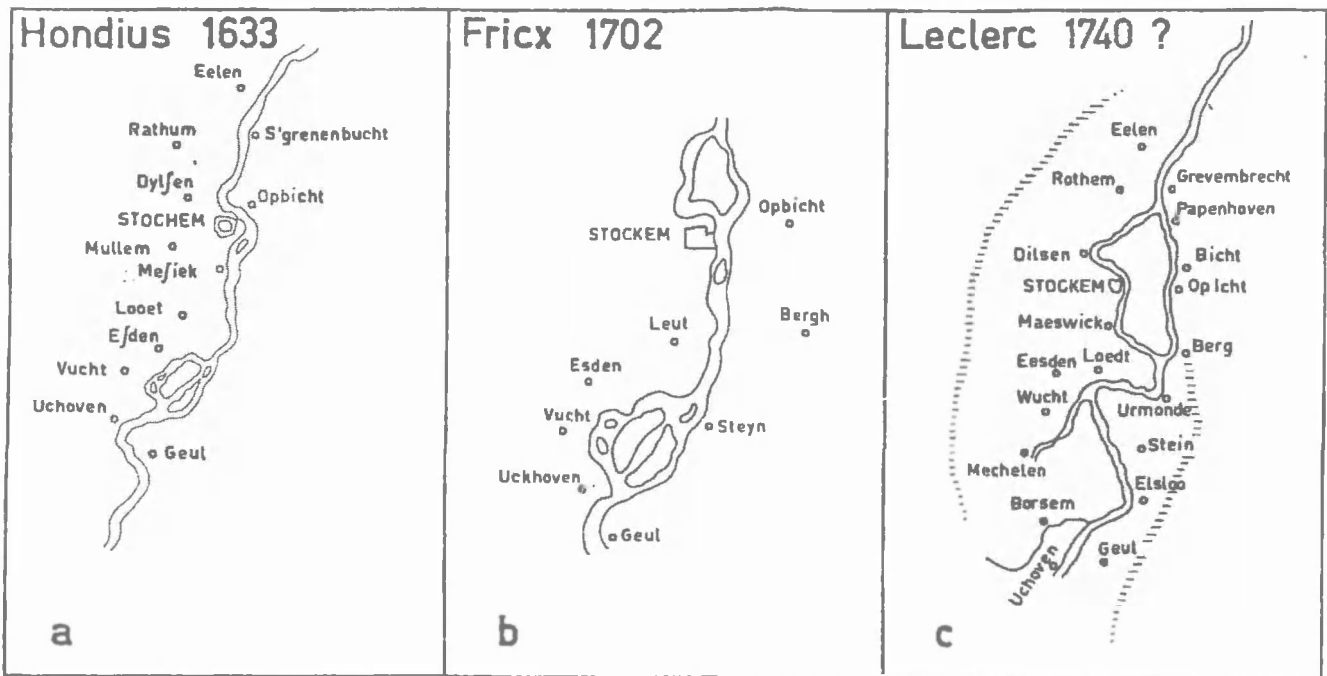 Hondius 1633
Eelen
S'grenenbucht
Rathum
Dylſen
Opbicht
STOCHEM
Mullem
Meſiek
Looet
Eſden
Vucht
Uchoven
Geul
a
Fricx 1702
Opbicht
STOCKEM
Leut
Bergh
Esden
Vucht
Steyn
Uckhoven
Geul
b
Leclerc 1740 ?
Eelen
Rothem
Grevembrecht
Papenhoven
Dilsen
Bicht
STOCKEM
Op Icht
Maeswick
Berg
Eesden
Loedt
Wucht
Urmonde
Stein
Mechelen
Elsloo
Borsem
Geul
Uchoven
c